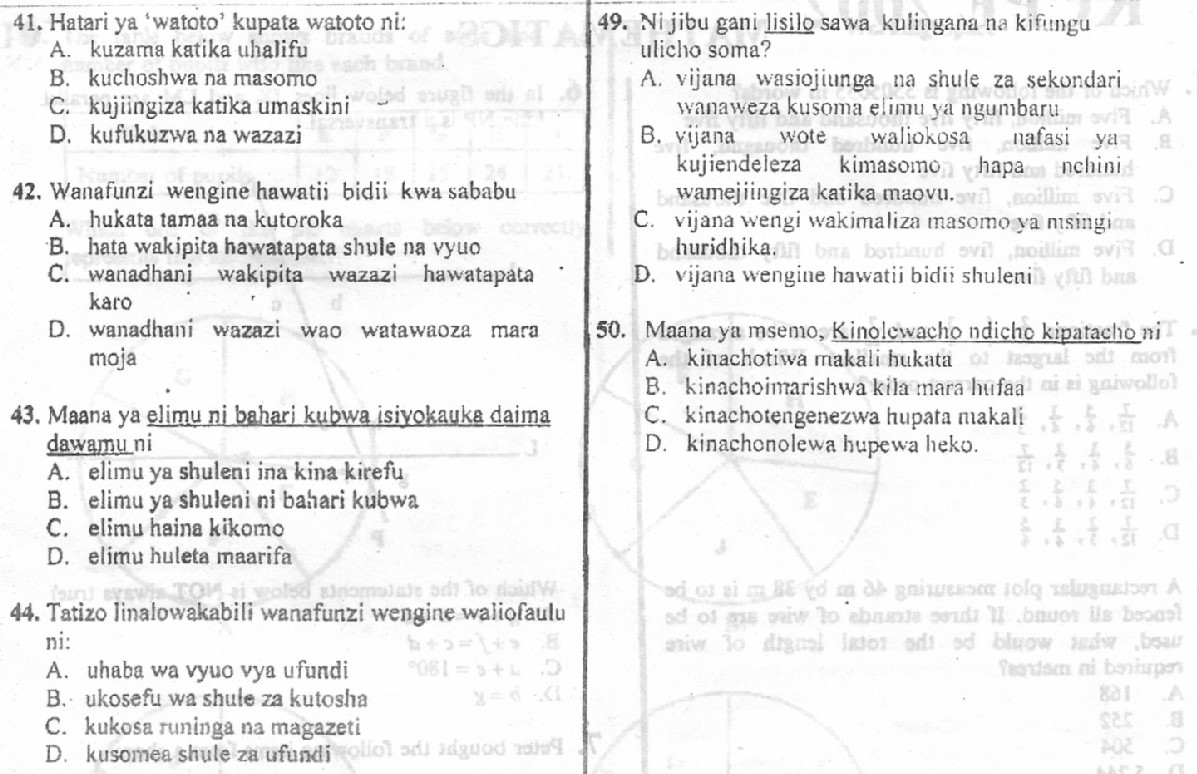 41. Hatari ya ‘watoto’ kupata watoto ni:
A. kuzama katika uhalifu
B. kuchoshwa na masomo
C. kujiingiza katika umaskini
D. kufukuzwa na wazazi
42. Wanafunzi wengine hawatii bidii kwa sababu
A. hukata tamaa na kutoroka
B. hata wakipita hawatapata shule na vyuo
C. wanadhani wakipita wazazi hawatapata
karo
D. wanadhani wazazi wao watawaoza mara
moja
43. Maana ya elimu ni bahari kubwa isiyokauka daima
dawamu ni
A. elimu ya shuleni ina kina kirefu
B. elimu ya shuleni ni bahari kubwa
C. elimu haina kikomo
D. elimu huleta maarifa
44. Tatizo linalowakabili wanafunzi wengine waliofaulu
ni:
A. uhaba wa vyuo vya ufundi
B. ukosefu wa shule za kutosha
C. kukosa runinga na magazeti
D. kusomea shule za ufundi
49. Ni jibu gani lisilo sawa kulingana na kifungu
ulicho soma?
A. vijana wasiojiunga na shule za sekondari
wanaweza kusoma elimu ya ngumbaru
B. vijana wote waliokosa nafasi ya
kujiendeleza kimasomo hapa nchini
wamejiingiza katika maovu.
C. vijana wengi wakimaliza masomo ya msingi
huridhika.
D. vijana wengine hawatii bidii shuleni
50. Maana ya msemo, Kinolewacho ndicho kipatacho ni
A. kinachotiwa makali hukata
B. kinachoimarishwa kila mara hufaa
C. kinachotengenezwa hupata makali
D. kinachonolewa hupewa heko.